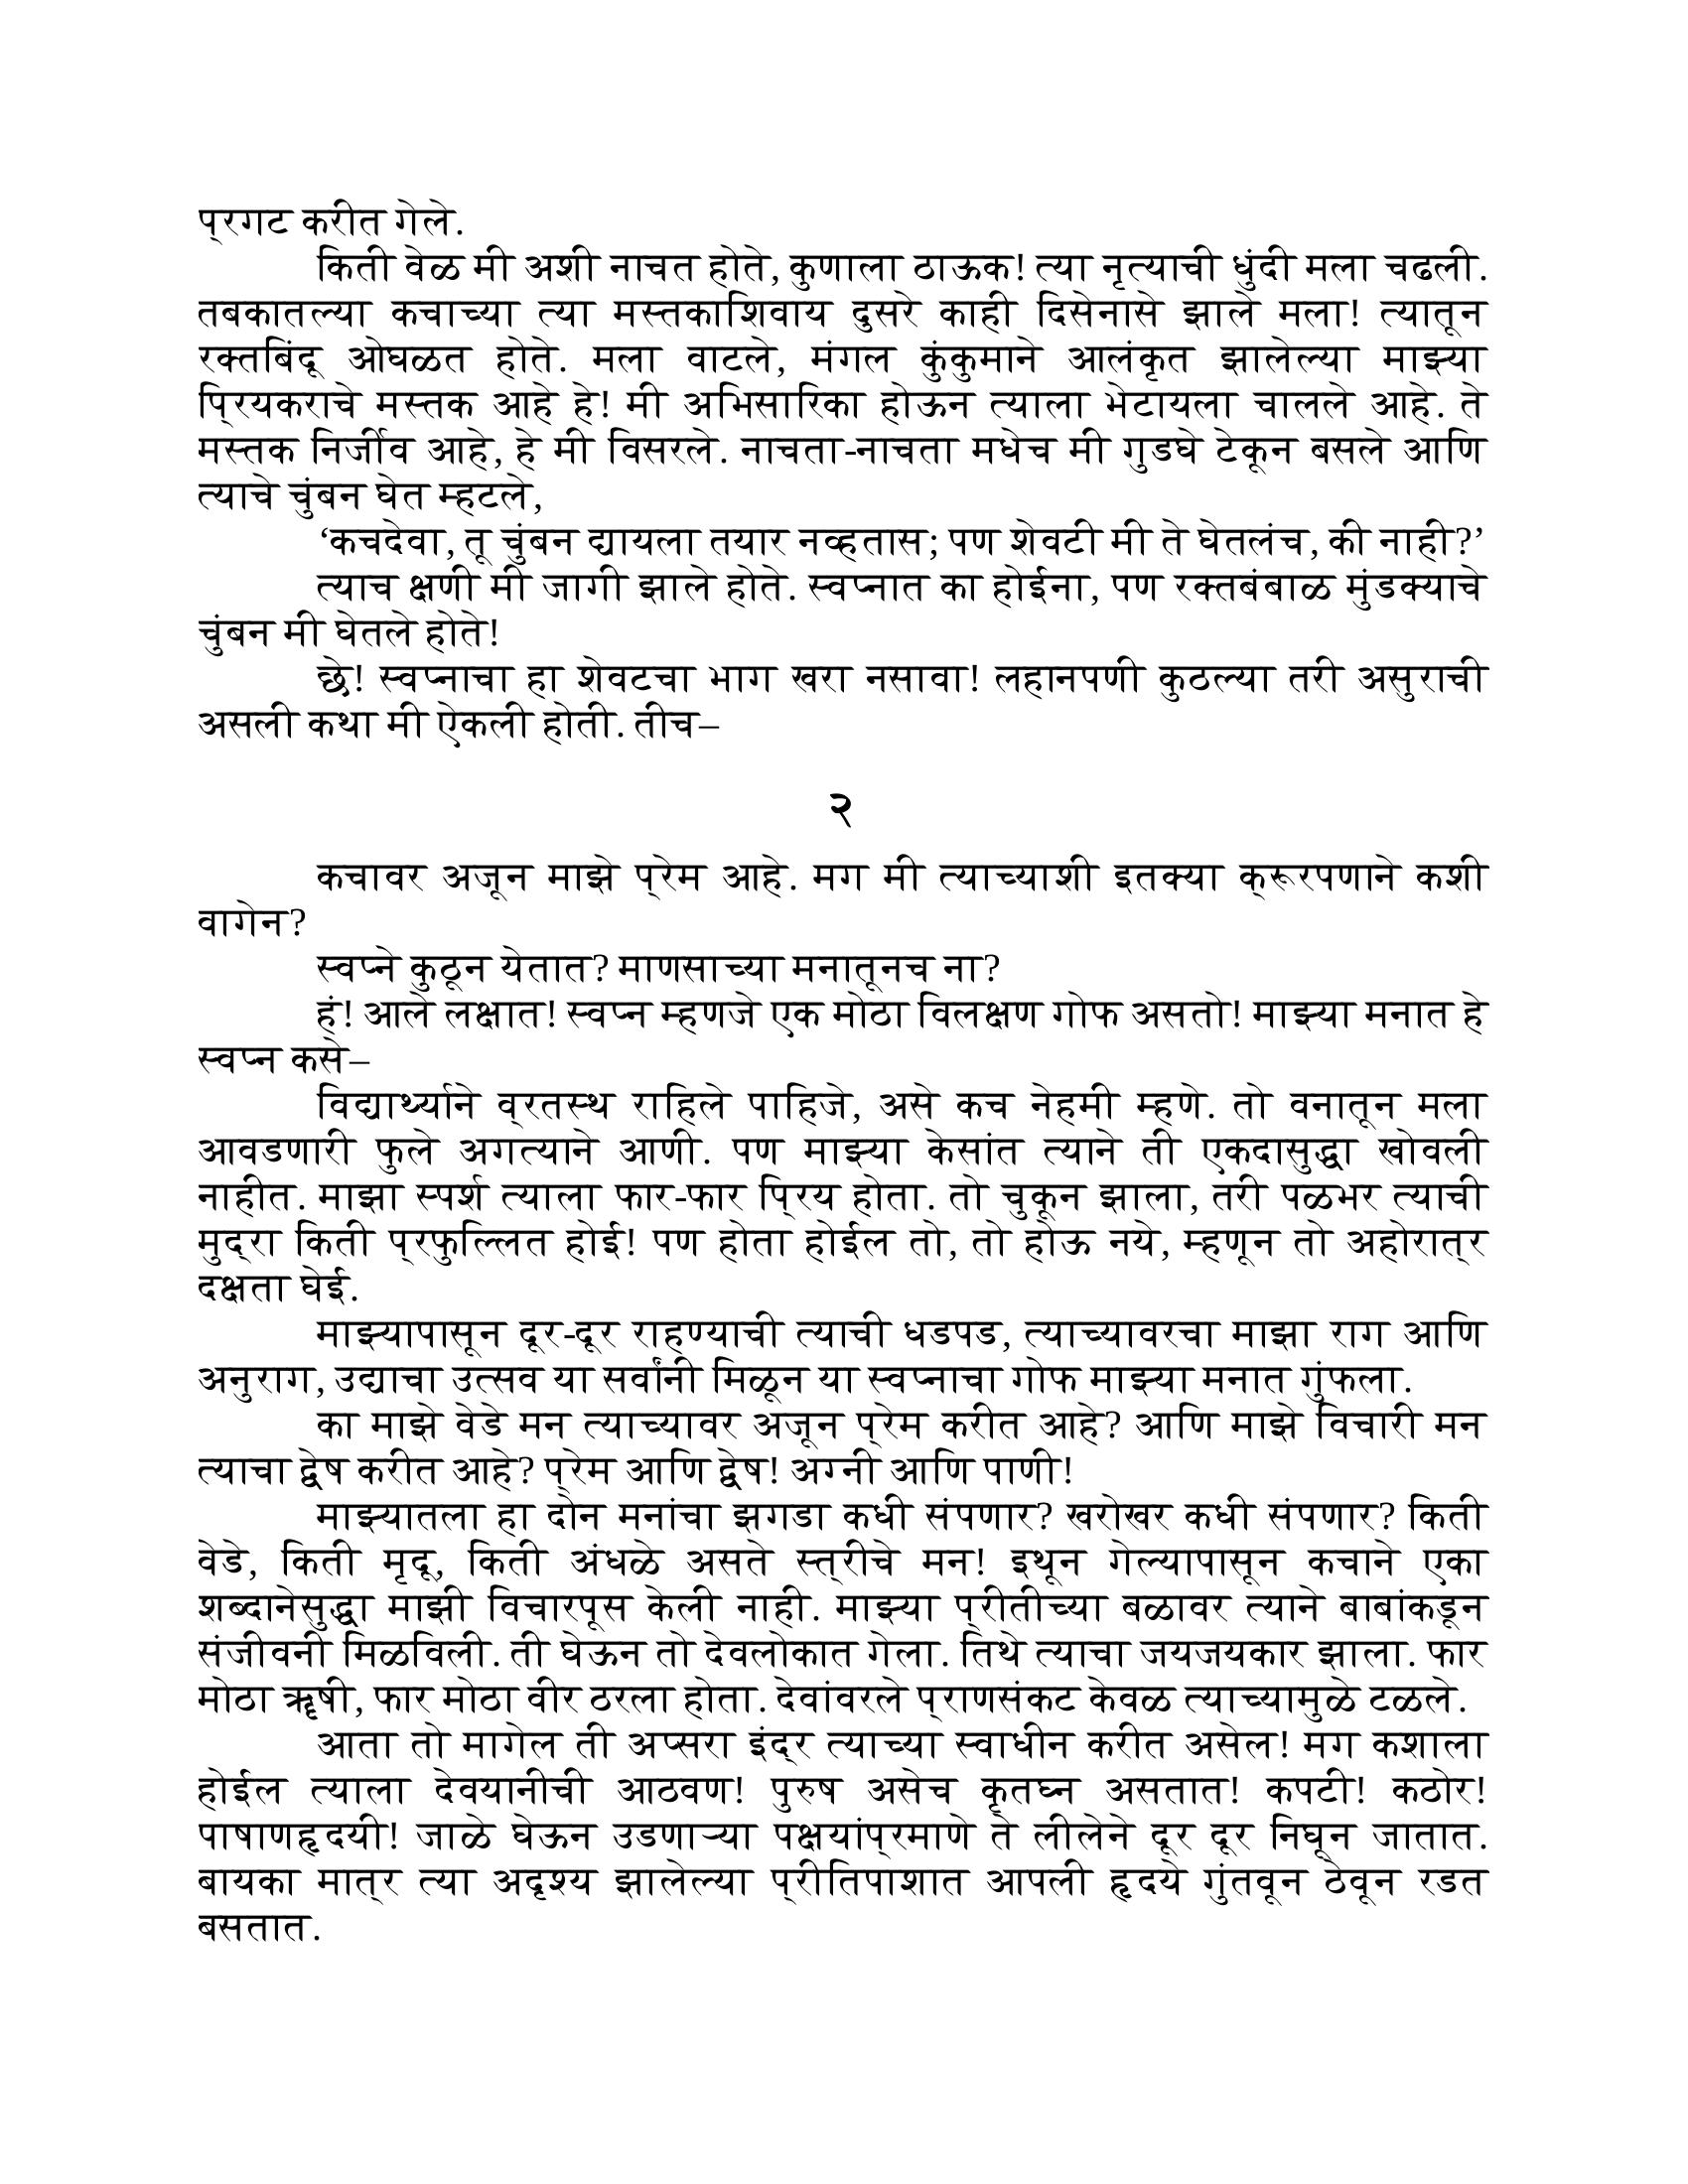 प्रगट करीत गेले.
किती वेळ मी अशी नाचत होते, कुणाला ठाऊक! त्या नृत्याची धुंदी मला चढली.
तबकातल्या कचाच्या त्या मस्तकाशिवाय दुसरे काही दिसेनासे झाले मला! त्यातून
रक्तबिंदू ओघळत होते. मला वाटले, मंगल कुंकुमाने आलंकृत झालेल्या माझ्या
प्रियकराचे मस्तक आहे हे! मी अभिसारिका होऊन त्याला भेटायला चालले आहे. ते
मस्तक निर्जीव आहे, हे मी विसरले. नाचता-नाचता मधेच मी गुडघे टेकून बसले आणि
त्याचे चुंबन घेत म्हटले,
‘कचदेवा, तू चुंबन द्यायला तयार नव्हतास; पण शेवटी मी ते घेतलंच, की नाही?’
त्याच क्षणी मी जागी झाले होते. स्वप्नात का होईना, पण रक्तबंबाळ मुंडक्याचे
चुंबन मी घेतले होते!
छे! स्वप्नाचा हा शेवटचा भाग खरा नसावा! लहानपणी कुठल्या तरी असुराची
असली कथा मी ऐकली होती. तीच–
२
कचावर अजून माझे प्रेम आहे. मग मी त्याच्याशी इतक्या क्रूरपणाने कशी
वागेन?
स्वप्ने कुठून येतात? माणसाच्या मनातूनच ना?
हं! आले लक्षात! स्वप्न म्हणजे एक मोठा विलक्षण गोफ असतो! माझ्या मनात हे
स्वप्न कसे–
विद्यार्थ्याने व्रतस्थ राहिले पाहिजे, असे कच नेहमी म्हणे. तो वनातून मला
आवडणारी फुले अगत्याने आणी. पण माझ्या केसांत त्याने ती एकदासुद्धा खोवली
नाहीत. माझा स्पर्श त्याला फार-फार प्रिय होता. तो चुकून झाला, तरी पळभर त्याची
मुद्रा किती प्रफुल्लित होई! पण होता होईल तो, तो होऊ नये, म्हणून तो अहोरात्र
दक्षता घेई.
माझ्यापासून दूर-दूर राहण्याची त्याची धडपड, त्याच्यावरचा माझा राग आणि
अनुराग, उद्याचा उत्सव या सर्वांनी मिळून या स्वप्नाचा गोफ माझ्या मनात गुंफला.
का माझे वेडे मन त्याच्यावर अजून प्रेम करीत आहे? आणि माझे विचारी मन
त्याचा द्वेष करीत आहे? प्रेम आणि द्वेष! अग्नी आणि पाणी!
माझ्यातला हा दोन मनांचा झगडा कधी संपणार? खरोखर कधी संपणार? किती
वेडे, किती मृदू, किती अंधळे असते स्त्रीचे मन! इथून गेल्यापासून कचाने एका
शब्दानेसुद्धा माझी विचारपूस केली नाही. माझ्या प्रीतीच्या बळावर त्याने बाबांकडून
संजीवनी मिळविली. ती घेऊन तो देवलोकात गेला. तिथे त्याचा जयजयकार झाला. फार
मोठा ॠषी, फार मोठा वीर ठरला होता. देवांवरले प्राणसंकट केवळ त्याच्यामुळे टळले.
आता तो मागेल ती अप्सरा इंद्र त्याच्या स्वाधीन करीत असेल! मग कशाला
होईल त्याला देवयानीची आठवण! पुरुष असेच कृतघ्न असतात! कपटी! कठोर!
पाषाणहृदयी! जाळे घेऊन उडणाऱ्या पक्षयांप्रमाणे ते लीलेने दूर दूर निघून जातात.
बायका मात्र त्या अदृश्य झालेल्या प्रीतिपाशात आपली हृदये गुंतवून ठेवून रडत
बसतात.